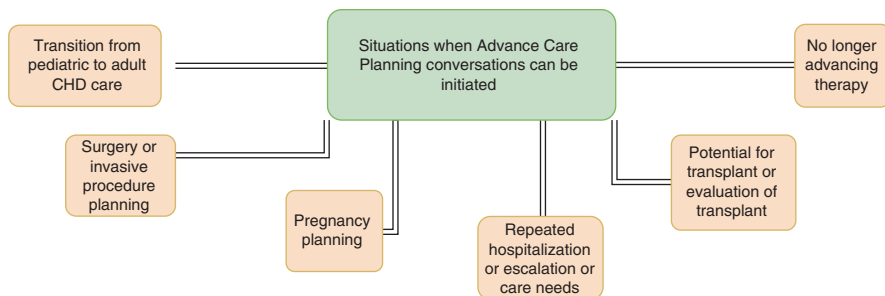 Transition from
pediatric to adult
CHD care
Situations when Advance Care
Planning conversations can be
initiated
No longer
advancing
therapy
Surgery or
invasive
procedure
planning
Pregnancy
planning
Repeated
hospitalization
or escalation or
care needs
Potential for
transplant or
evaluation of
transplant